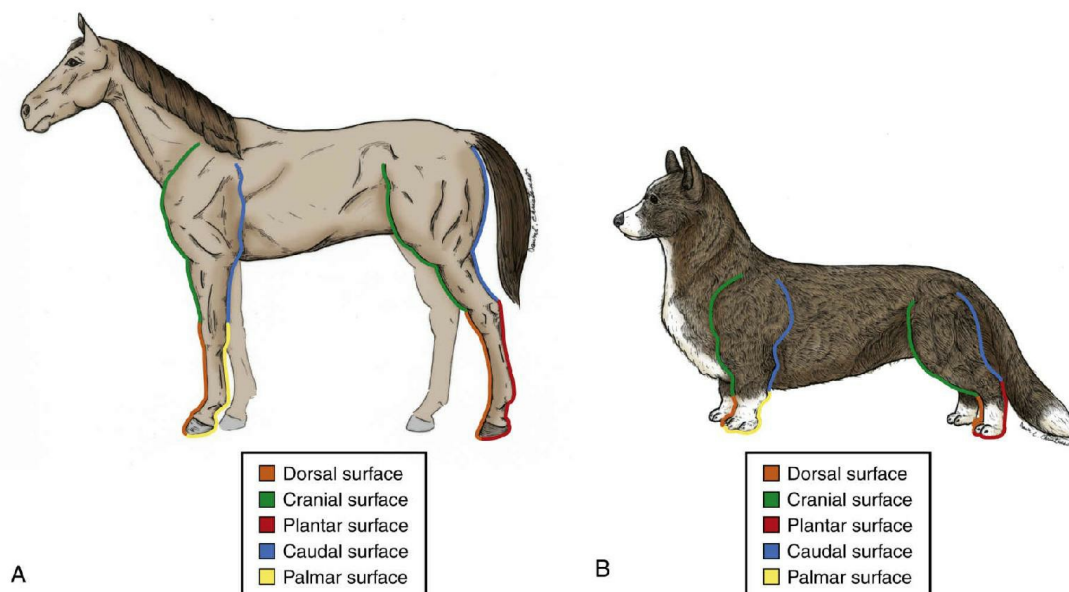 Dorsal surface
Cranial surface
Plantar surface
Caudal surface
Palmar surface
A
Dorsal surface
Cranial surface
Plantar surface
Caudal surface
Palmar surface
B